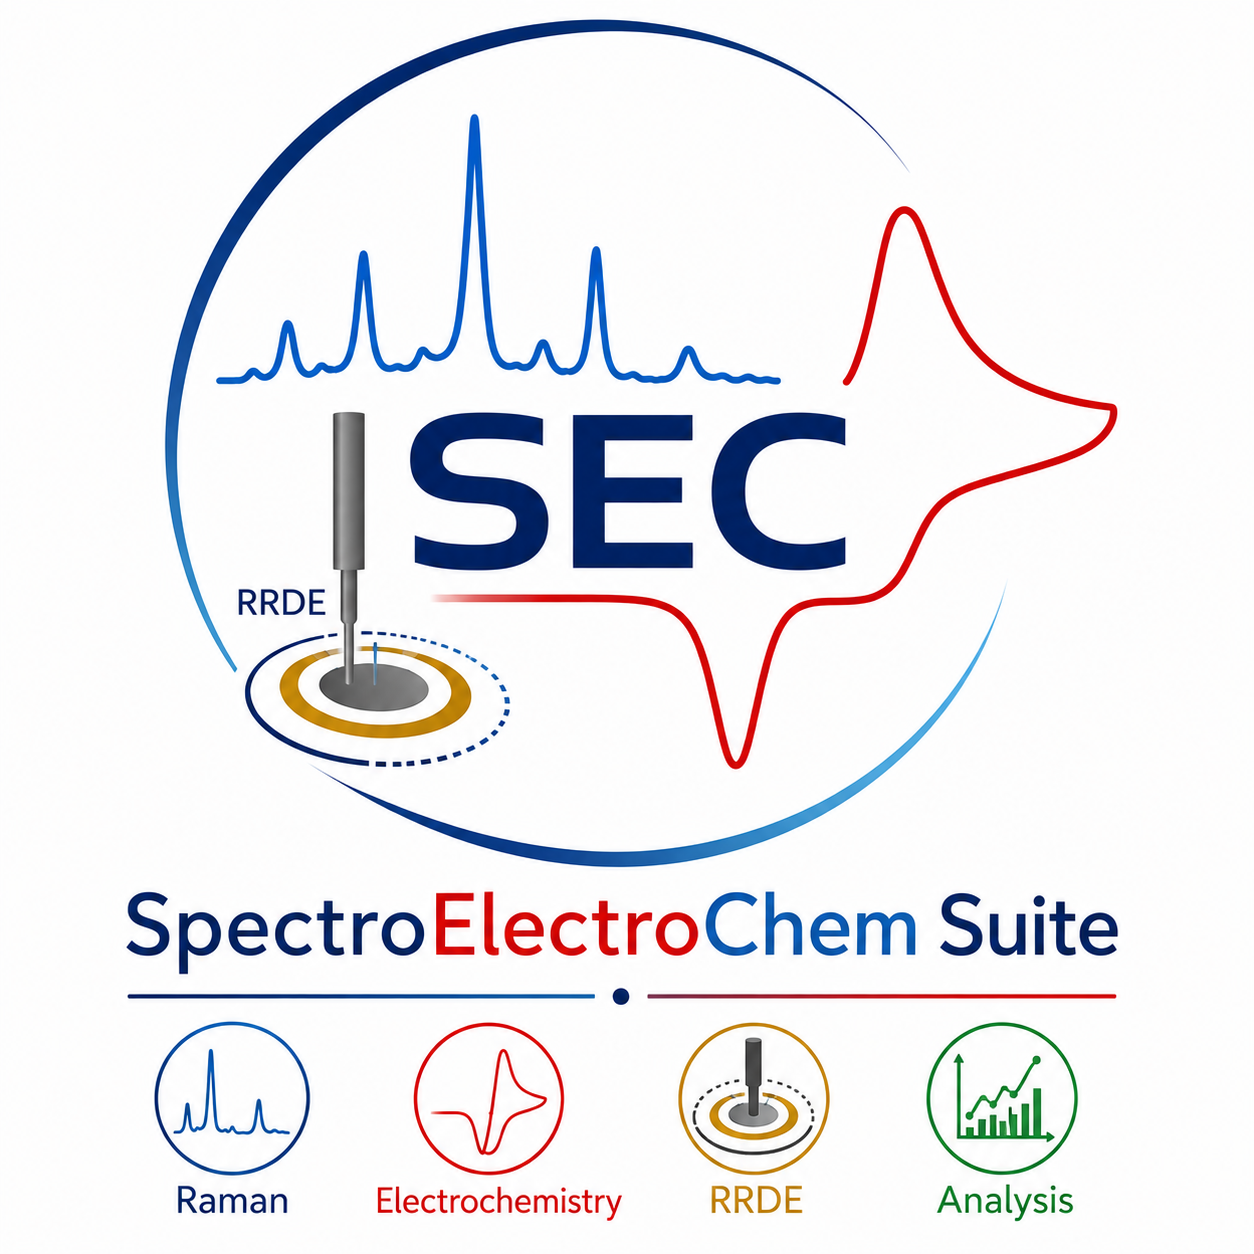 SEC
RRDE
SpectroElectroChem Suite
Raman
Electrochemistry
RRDE
Analysis